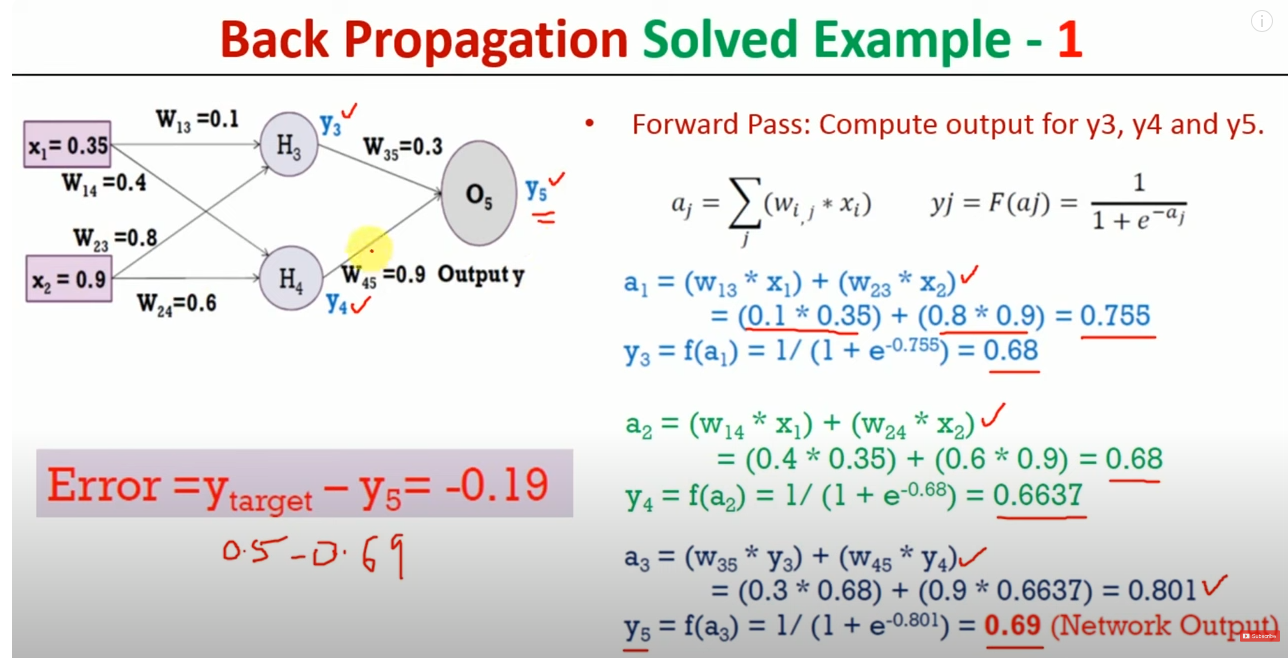 Back Propagation Solved Example - 1
x₁= 0.35
W₁₃ =0.1
H₃
y₃ ✓
W₃₅=0.3
W₁₄ =0.4
O₅
y₅ ✓
W₂₃ =0.8
x₂ = 0.9
H₄
W₄₅ =0.9 Output y
W₂₄=0.6
y₄ ✓
Error =y_target − y₅= -0.19
0.5 - 0.69
• Forward Pass: Compute output for y3, y4 and y5.
aⱼ = ∑ⱼ (wᵢ,ⱼ * xᵢ) yj = F(aj) = 1 / (1 + e^(−aⱼ))
a₁ = (w₁₃ * x₁) + (w₂₃ * x₂) ✓
= (0.1 * 0.35) + (0.8 * 0.9) = 0.755
y₃ = f(a₁) = 1/ (1 + e^-0.755) = 0.68
a₂ = (w₁₄ * x₁) + (w₂₄ * x₂) ✓
= (0.4 * 0.35) + (0.6 * 0.9) = 0.68
y₄ = f(a₂) = 1/ (1 + e^-0.68) = 0.6637
a₃ = (w₃₅ * y₃) + (w₄₅ * y₄) ✓
= (0.3 * 0.68) + (0.9 * 0.6637) = 0.801 ✓
y₅ = f(a₃) = 1/ (1 + e^-0.801) = 0.69 (Network Output)
Subscribe